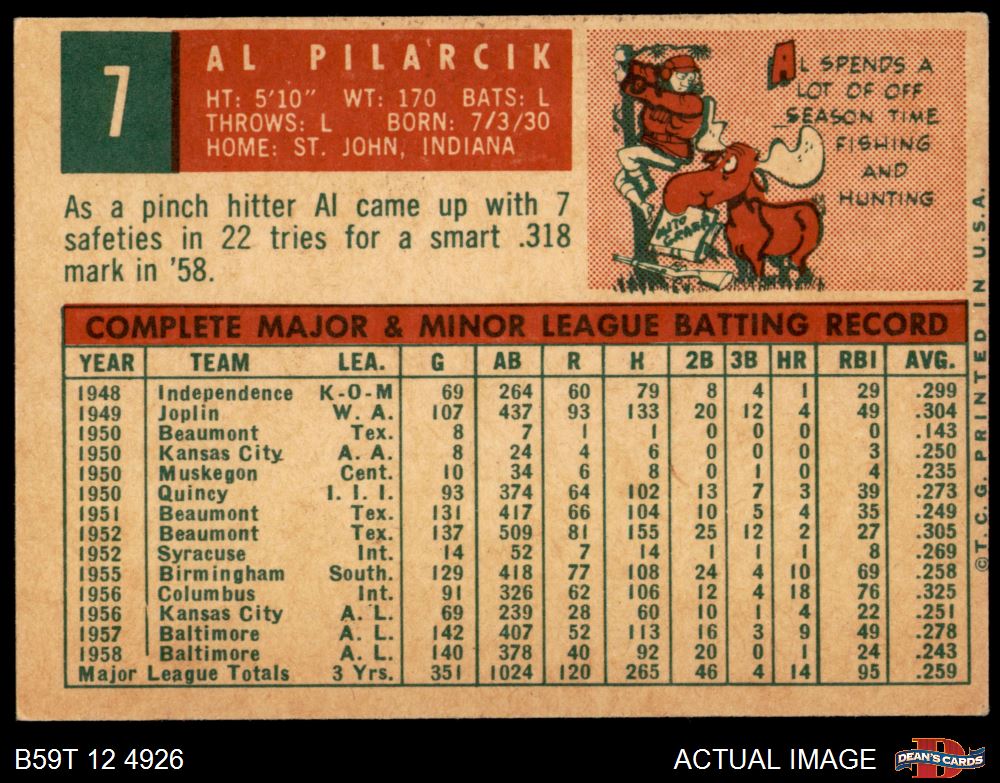 7
AL PILARCIK
HT: 5'10" WT: 170 BATS: L
THROWS: L BORN: 7/3/30
HOME: ST. JOHN, INDIANA
AL SPENDS A
LOT OF OFF
SEASON TIME
FISHING
AND
HUNTING
As a pinch hitter Al came up with 7
safeties in 22 tries for a smart .318
mark in '58.
COMPLETE MAJOR & MINOR LEAGUE BATTING RECORD
YEAR TEAM LEA. G AB R H 2B 3B HR RBI AVG.
1948 Independence K-O-M 69 264 60 79 8 4 1 29 .299
1949 Joplin W. A. 107 437 93 133 20 12 4 49 .304
1950 Beaumont Tex. 8 7 1 1 0 0 0 0 .143
1950 Kansas City A. A. 8 24 4 6 0 0 0 3 .250
1950 Muskegon Cent. 10 34 6 8 0 1 0 4 .235
1950 Quincy I. I. I. 93 374 64 102 13 7 3 39 .273
1951 Beaumont Tex. 131 417 66 104 10 5 4 35 .249
1952 Beaumont Tex. 137 509 81 155 25 12 2 27 .305
1952 Syracuse Int. 14 52 7 14 1 1 1 8 .269
1955 Birmingham South. 129 418 77 108 24 4 10 69 .258
1956 Columbus Int. 91 326 62 106 12 4 18 76 .325
1956 Kansas City A. L. 69 239 28 60 10 1 4 22 .251
1957 Baltimore A. L. 142 407 52 113 16 3 9 49 .278
1958 Baltimore A. L. 140 378 40 92 20 0 1 24 .243
Major League Totals 3 Yrs. 351 1024 120 265 46 4 14 95 .259
©T.C.G. PRINTED IN U.S.A.
B59T 12 4926
ACTUAL IMAGE
DEAN'S CARDS